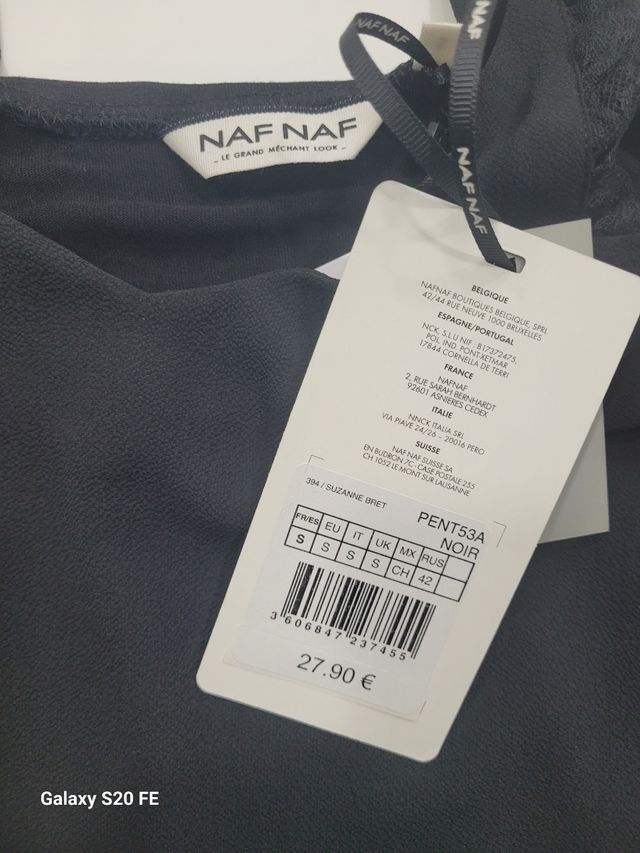 NAF NAF
NAF
NAF NAF
NAF NAF
- LE GRAND MÉCHANT LOOK -
BELGIQUE
NAFNAF BOUTIQUES BELGIQUE, SPRL
42/44 RUE NEUVE 1000 BRUXELLES
ESPAGNE/PORTUGAL
NCK, S.L.U NIF : B17372475,
POL. IND. PONT-XETMAR
17844 CORNELLA DE TERRI
FRANCE
NAFNAF
2, RUE SARAH BERNHARDT
92601 ASNIERES CEDEX
ITALIE
NNCK ITALIA SRL
VIA PIAVE 24/26 - 20016 PERO
SUISSE
NAF NAF SUISSE SA
EN BUDRON 7C - CASE POSTALE 255
CH 1052 LE MONT SUR LAUSANNE
394 / SUZANNE BRET
PENT53A
NOIR
FR/ES EU IT UK MX RUS
S S S S CH 42
3 606847 237455
27.90 €
Galaxy S20 FE